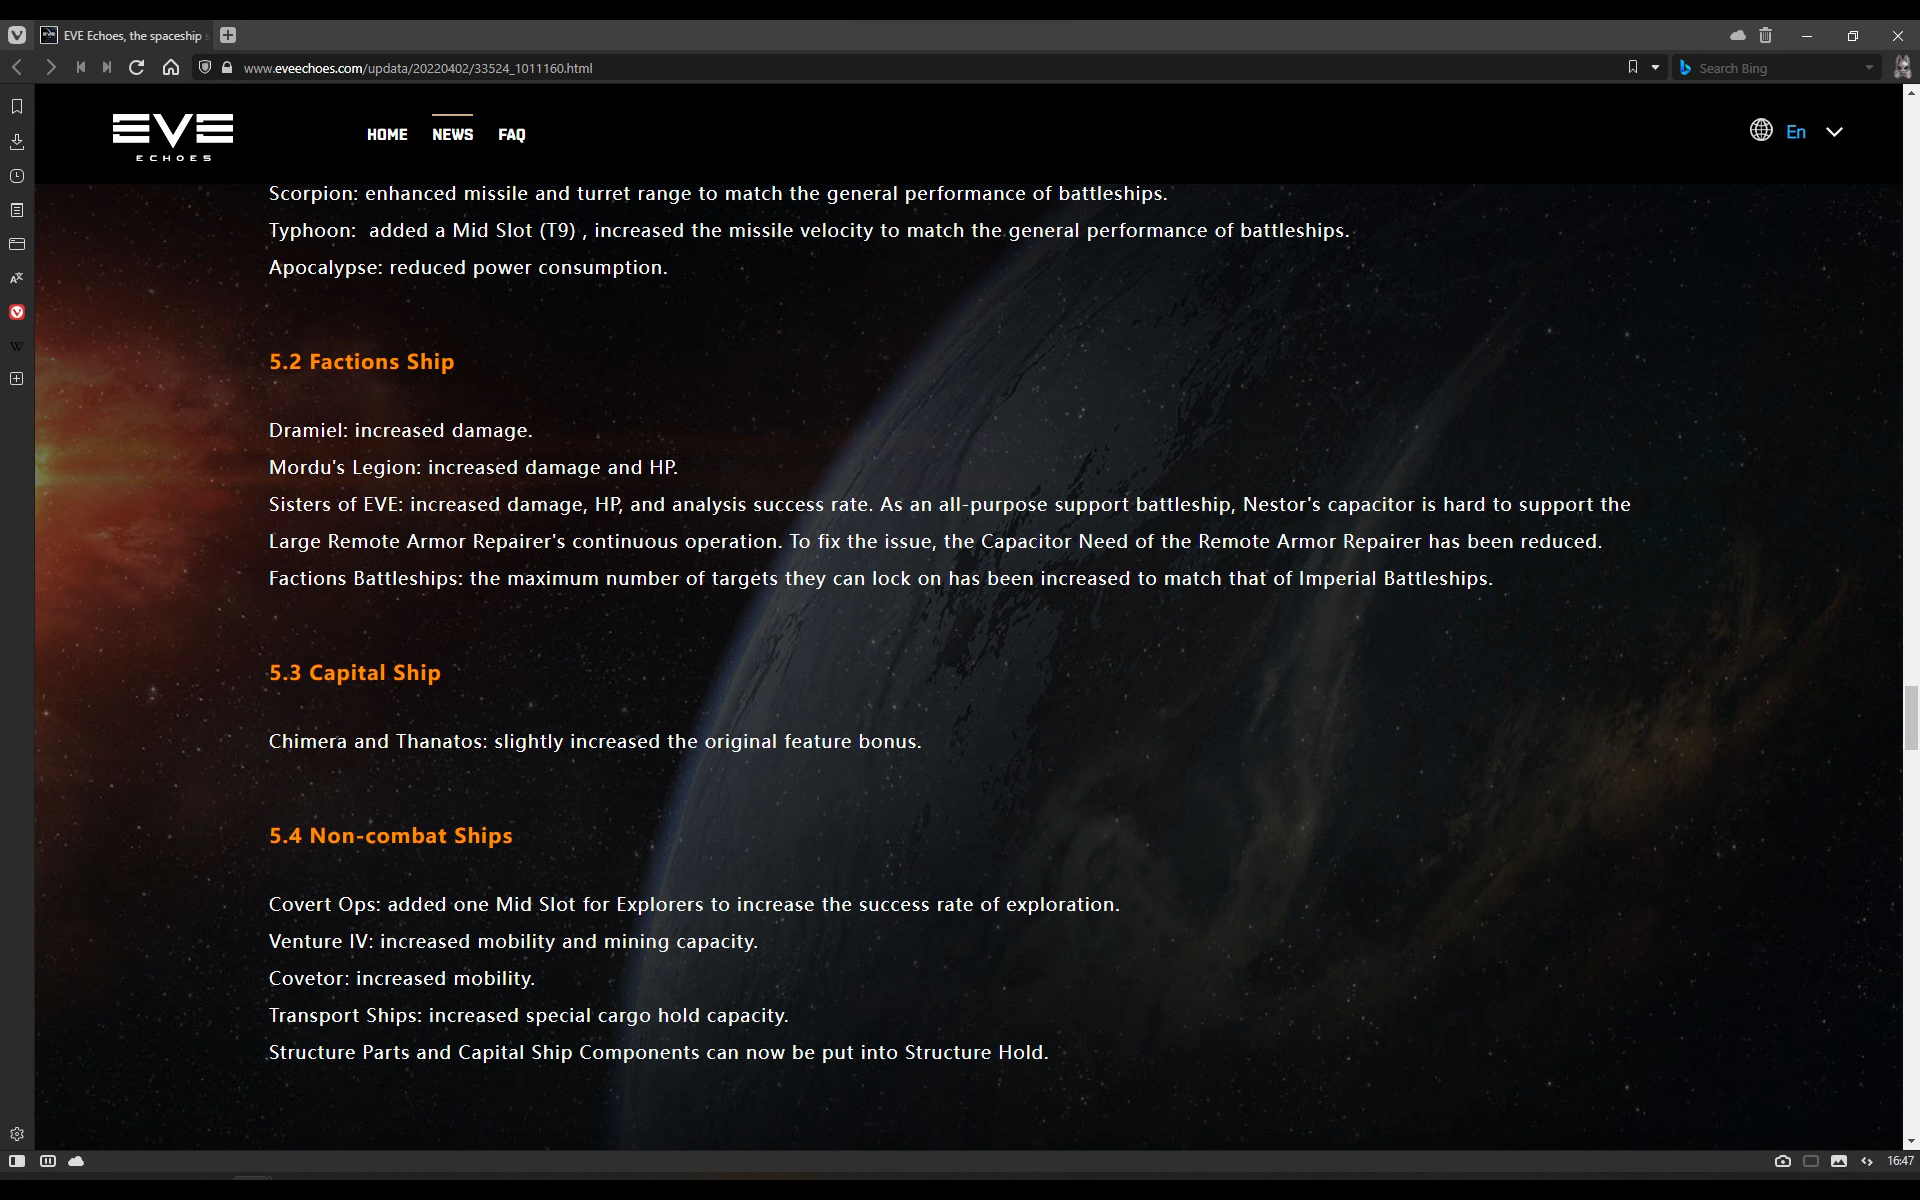 EVE Echoes, the spaceship
www.eveechoes.com/updata/20220402/33524_1011160.html
Search Bing
EVE
ECHOES
HOME NEWS FAQ
En
Scorpion: enhanced missile and turret range to match the general performance of battleships.
Typhoon: added a Mid Slot (T9) , increased the missile velocity to match the general performance of battleships.
Apocalypse: reduced power consumption.
5.2 Factions Ship
Dramiel: increased damage.
Mordu's Legion: increased damage and HP.
Sisters of EVE: increased damage, HP, and analysis success rate. As an all-purpose support battleship, Nestor's capacitor is hard to support the
Large Remote Armor Repairer's continuous operation. To fix the issue, the Capacitor Need of the Remote Armor Repairer has been reduced.
Factions Battleships: the maximum number of targets they can lock on has been increased to match that of Imperial Battleships.
5.3 Capital Ship
Chimera and Thanatos: slightly increased the original feature bonus.
5.4 Non-combat Ships
Covert Ops: added one Mid Slot for Explorers to increase the success rate of exploration.
Venture IV: increased mobility and mining capacity.
Covetor: increased mobility.
Transport Ships: increased special cargo hold capacity.
Structure Parts and Capital Ship Components can now be put into Structure Hold.
16:47